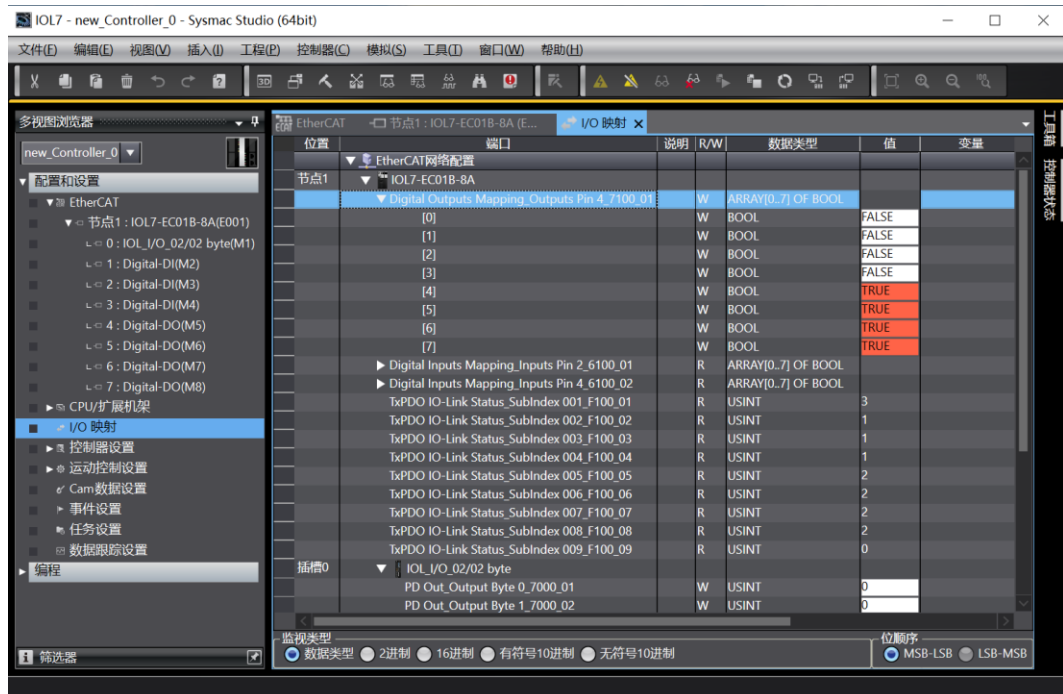 IOL7 - new_Controller_0 - Sysmac Studio (64bit)
文件(F) 编辑(E) 视图(V) 插入(I) 工程(P) 控制器(C) 模拟(S) 工具(T) 窗口(W) 帮助(H)
多视图浏览器
new_Controller_0
配置和设置
EtherCAT
节点1 : IOL7-EC01B-8A(E001)
0 : IOL_I/O_02/02 byte(M1)
1 : Digital-DI(M2)
2 : Digital-DI(M3)
3 : Digital-DI(M4)
4 : Digital-DO(M5)
5 : Digital-DO(M6)
6 : Digital-DO(M7)
7 : Digital-DO(M8)
CPU/扩展机架
I/O 映射
控制器设置
运动控制设置
Cam数据设置
事件设置
任务设置
数据跟踪设置
编程
筛选器
EtherCAT 节点1 : IOL7-EC01B-8A (E... I/O 映射
位置 端口 说明 R/W 数据类型 值 变量
EtherCAT网络配置
节点1 IOL7-EC01B-8A
Digital Outputs Mapping_Outputs Pin 4_7100_01 W ARRAY[0..7] OF BOOL
[0] W BOOL FALSE
[1] W BOOL FALSE
[2] W BOOL FALSE
[3] W BOOL FALSE
[4] W BOOL TRUE
[5] W BOOL TRUE
[6] W BOOL TRUE
[7] W BOOL TRUE
Digital Inputs Mapping_Inputs Pin 2_6100_01 R ARRAY[0..7] OF BOOL
Digital Inputs Mapping_Inputs Pin 4_6100_02 R ARRAY[0..7] OF BOOL
TxPDO IO-Link Status_SubIndex 001_F100_01 R USINT 3
TxPDO IO-Link Status_SubIndex 002_F100_02 R USINT 1
TxPDO IO-Link Status_SubIndex 003_F100_03 R USINT 1
TxPDO IO-Link Status_SubIndex 004_F100_04 R USINT 1
TxPDO IO-Link Status_SubIndex 005_F100_05 R USINT 2
TxPDO IO-Link Status_SubIndex 006_F100_06 R USINT 2
TxPDO IO-Link Status_SubIndex 007_F100_07 R USINT 2
TxPDO IO-Link Status_SubIndex 008_F100_08 R USINT 2
TxPDO IO-Link Status_SubIndex 009_F100_09 R USINT 0
插槽0 IOL_I/O_02/02 byte
PD Out_Output Byte 0_7000_01 W USINT 0
PD Out_Output Byte 1_7000_02 W USINT 0
监视类型
数据类型 2进制 16进制 有符号10进制 无符号10进制
位顺序
MSB-LSB LSB-MSB
工具箱
控制器状态